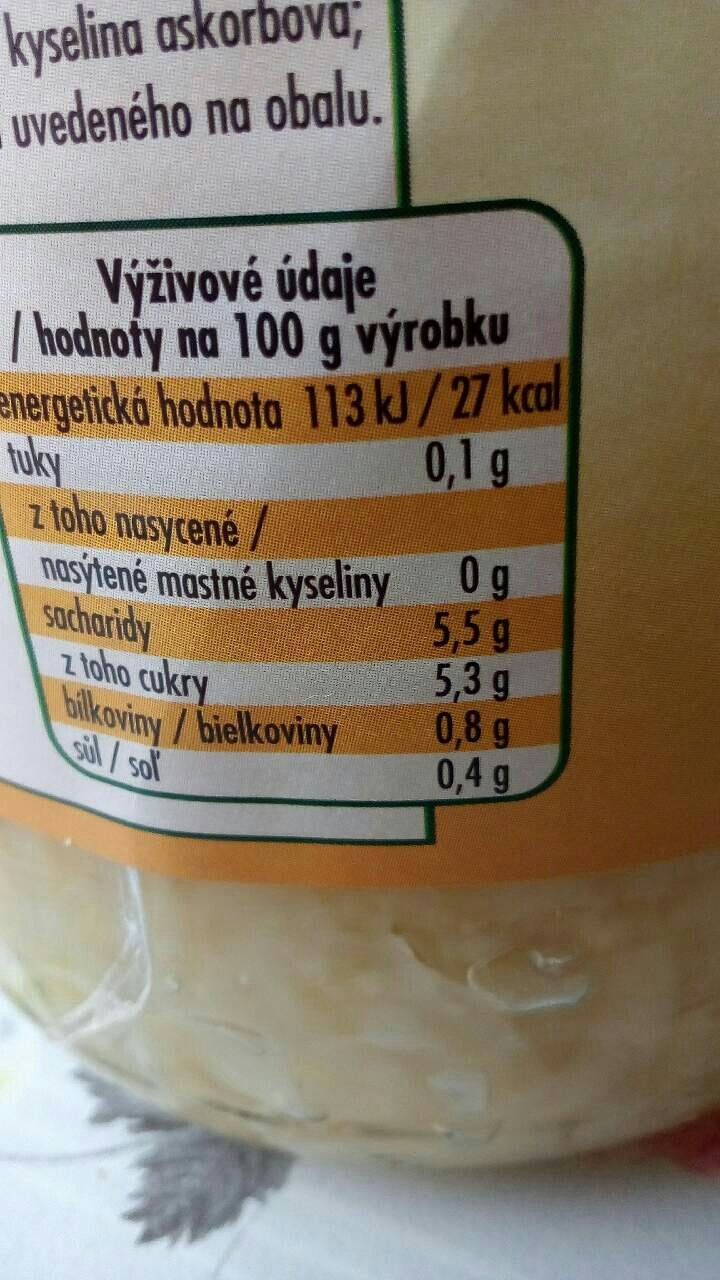 kyselina askorbová;
uvedeného na obalu.
Výživové údaje
/ hodnoty na 100 g výrobku
energetická hodnota 113 kJ / 27 kcal
tuky 0,1 g
z toho nasycené /
nasýtené mastné kyseliny 0 g
sacharidy 5,5 g
z toho cukry 5,3 g
bílkoviny / bielkoviny 0,8 g
sůl / soľ 0,4 g